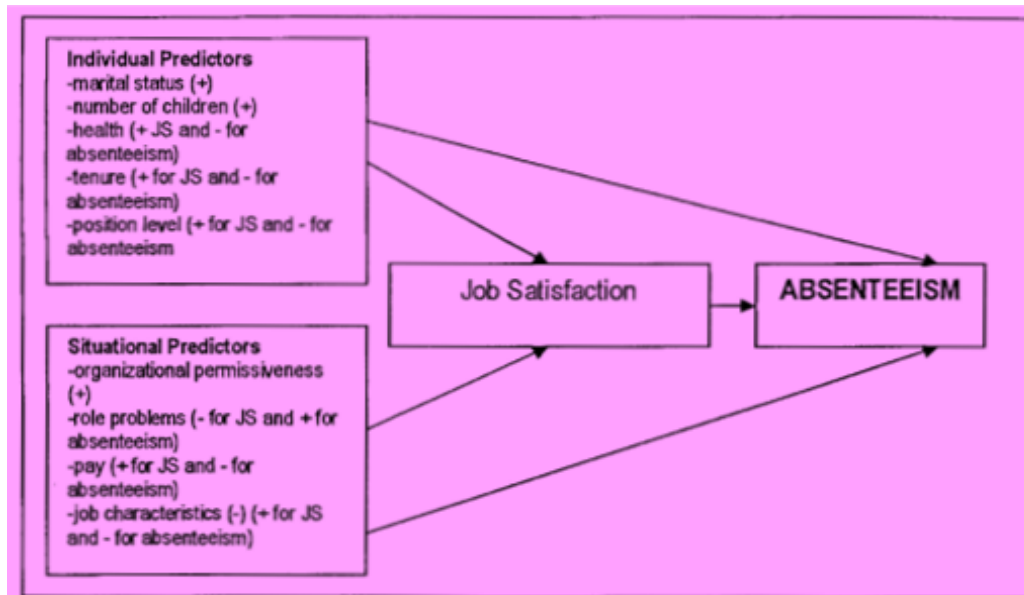 Individual Predictors
-marital status (+)
-number of children (+)
-health (+ JS and - for
absenteeism)
-tenure (+ for JS and - for
absenteeism)
-position level (+ for JS and - for
absenteeism
Job Satisfaction
ABSENTEEISM
Situational Predictors
-organizational permissiveness
(+)
-role problems (- for JS and + for
absenteeism)
-pay (+ for JS and - for
absenteeism)
-job characteristics (-) (+ for JS
and - for absenteeism)